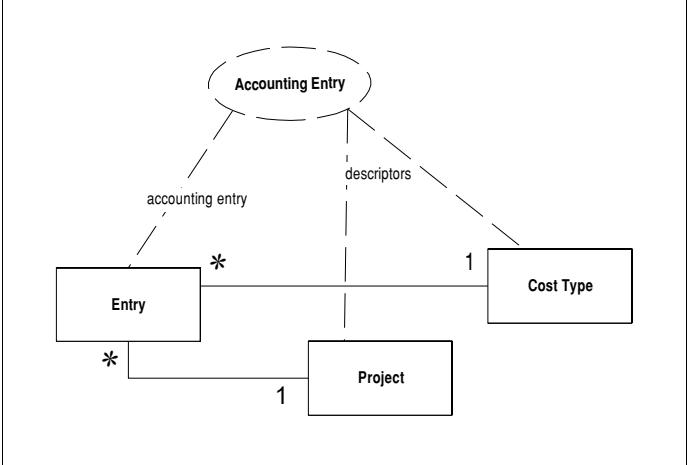 Accounting Entry
descriptors
accounting entry
*
1
Cost Type
Entry
*
Project
1